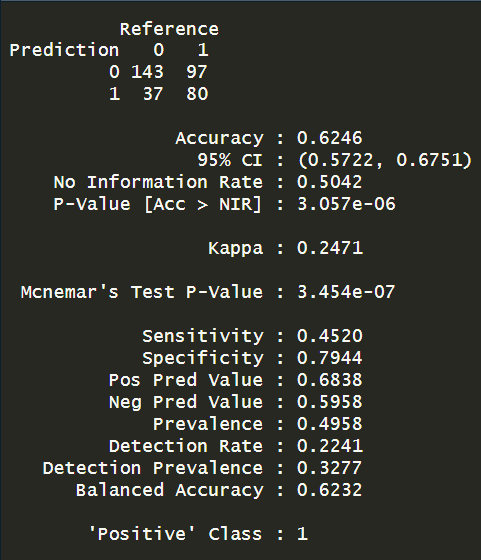 Reference
Prediction 0 1
0 143 97
1 37 80
Accuracy : 0.6246
95% CI : (0.5722, 0.6751)
No Information Rate : 0.5042
P-Value [Acc > NIR] : 3.057e-06
Kappa : 0.2471
Mcnemar's Test P-Value : 3.454e-07
Sensitivity : 0.4520
Specificity : 0.7944
Pos Pred Value : 0.6838
Neg Pred Value : 0.5958
Prevalence : 0.4958
Detection Rate : 0.2241
Detection Prevalence : 0.3277
Balanced Accuracy : 0.6232
'Positive' Class : 1